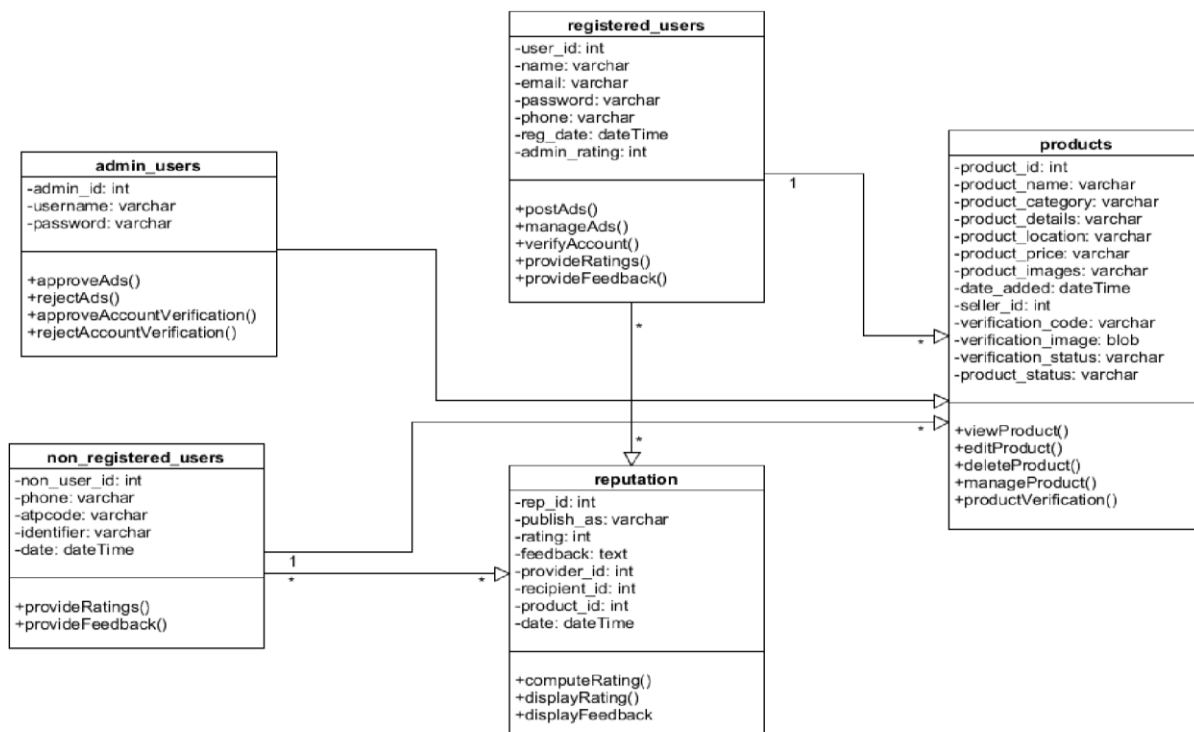 registered_users
-user_id: int
-name: varchar
-email: varchar
-password: varchar
-phone: varchar
-reg_date: dateTime
-admin_rating: int
+postAds()
+manageAds()
+verifyAccount()
+provideRatings()
+provideFeedback()
admin_users
-admin_id: int
-username: varchar
-password: varchar
+approveAds()
+rejectAds()
+approveAccountVerification()
+rejectAccountVerification()
products
-product_id: int
-product_name: varchar
-product_category: varchar
-product_details: varchar
-product_location: varchar
-product_price: varchar
-product_images: varchar
-date_added: dateTime
-seller_id: int
-verification_code: varchar
-verification_image: blob
-verification_status: varchar
-product_status: varchar
+viewProduct()
+editProduct()
+deleteProduct()
+manageProduct()
+productVerification()
1
*
*
*
*
non_registered_users
-non_user_id: int
-phone: varchar
-atpcode: varchar
-identifier: varchar
-date: dateTime
+provideRatings()
+provideFeedback()
1
*
*
reputation
-rep_id: int
-publish_as: varchar
-rating: int
-feedback: text
-provider_id: int
-recipient_id: int
-product_id: int
-date: dateTime
+computeRating()
+displayRating()
+displayFeedback